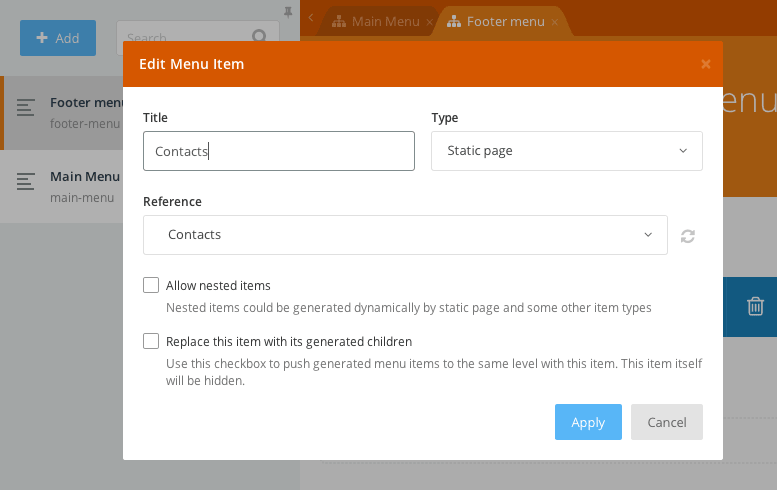 Add
Search
Main Menu ×
Footer menu ×
Edit Menu Item
×
enu
Footer menu
footer-menu
Main Menu
main-menu
Title
Type
Contacts
Static page
Reference
Contacts
Allow nested items
Nested items could be generated dynamically by static page and some other item types
Replace this item with its generated children
Use this checkbox to push generated menu items to the same level with this item. This item itself
will be hidden.
Apply
Cancel